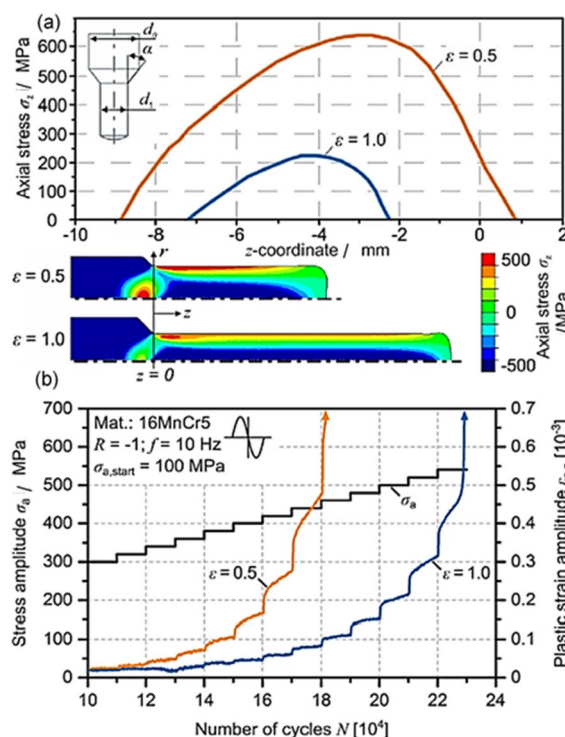 (a)
d₀
α
d₁
Axial stress σz / MPa
600
500
400
300
200
100
0
ε = 0.5
ε = 1.0
-10
-8
-6
-4
-2
0
2
z-coordinate / mm
r
ε = 0.5
z
ε = 1.0
z = 0
500
0
-500
Axial stress σz
/MPa
(b)
700
600
500
400
300
200
100
0
Stress amplitude σa / MPa
Mat.: 16MnCr5
R = -1; f = 10 Hz
σa,start = 100 MPa
σa
ε = 0.5
ε = 1.0
0.7
0.6
0.5
0.4
0.3
0.2
0.1
0
Plastic strain amplitude [10⁻³]
10
12
14
16
18
20
22
24
Number of cycles N [10⁴]